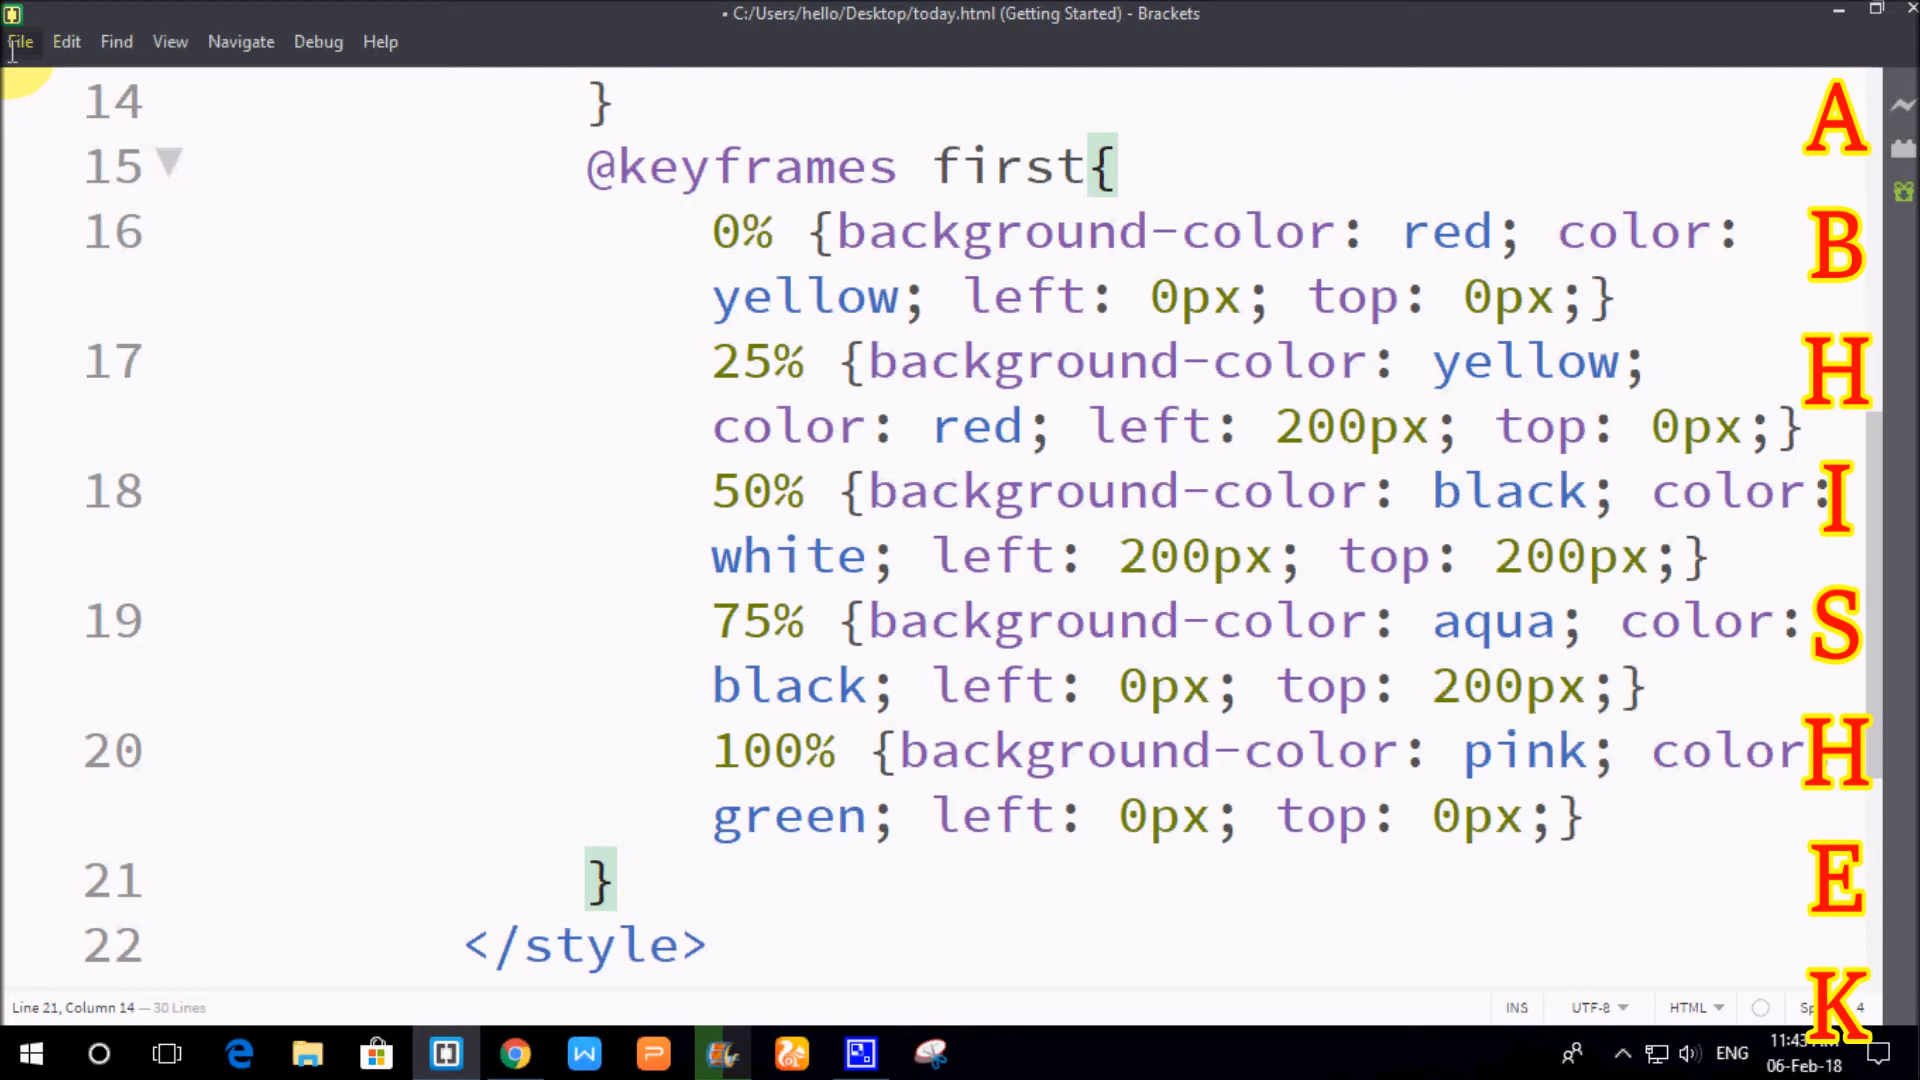 • C:/Users/hello/Desktop/today.html (Getting Started) - Brackets
File Edit Find View Navigate Debug Help
14 }
15 @keyframes first{
16 0% {background-color: red; color:
yellow; left: 0px; top: 0px;}
17 25% {background-color: yellow;
color: red; left: 200px; top: 0px;}
18 50% {background-color: black; color:
white; left: 200px; top: 200px;}
19 75% {background-color: aqua; color:
black; left: 0px; top: 200px;}
20 100% {background-color: pink; color
green; left: 0px; top: 0px;}
21 }
22 </style>
A
B
H
I
S
H
E
K
Line 21, Column 14 — 30 Lines
INS UTF-8 HTML 4
ENG
11:43
06-Feb-18